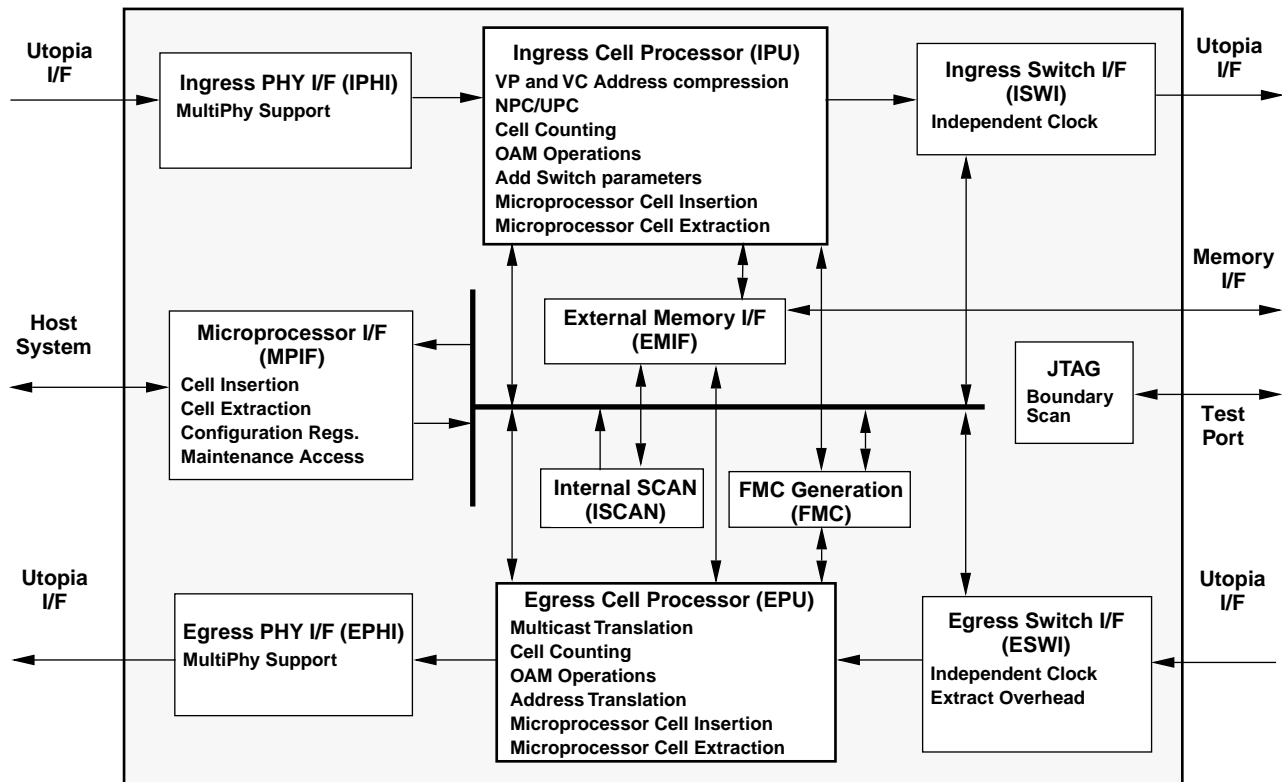 Utopia
I/F
Ingress PHY I/F (IPHI)
MultiPhy Support
Ingress Cell Processor (IPU)
VP and VC Address compression
NPC/UPC
Cell Counting
OAM Operations
Add Switch parameters
Microprocessor Cell Insertion
Microprocessor Cell Extraction
Ingress Switch I/F
(ISWI)
Independent Clock
Utopia
I/F
Memory
I/F
Host
System
Microprocessor I/F
(MPIF)
Cell Insertion
Cell Extraction
Configuration Regs.
Maintenance Access
External Memory I/F
(EMIF)
JTAG
Boundary
Scan
Test
Port
Internal SCAN
(ISCAN)
FMC Generation
(FMC)
Utopia
I/F
Egress PHY I/F (EPHI)
MultiPhy Support
Egress Cell Processor (EPU)
Multicast Translation
Cell Counting
OAM Operations
Address Translation
Microprocessor Cell Insertion
Microprocessor Cell Extraction
Egress Switch I/F
(ESWI)
Independent Clock
Extract Overhead
Utopia
I/F